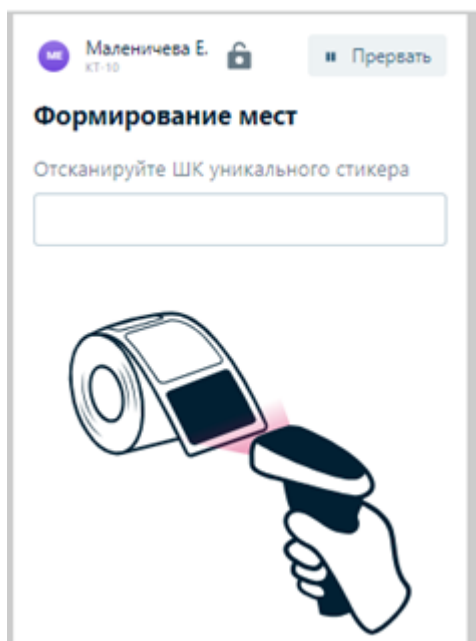 МЕ Маленичева Е.
КТ-10
Прервать
Формирование мест
Отсканируйте ШК уникального стикера